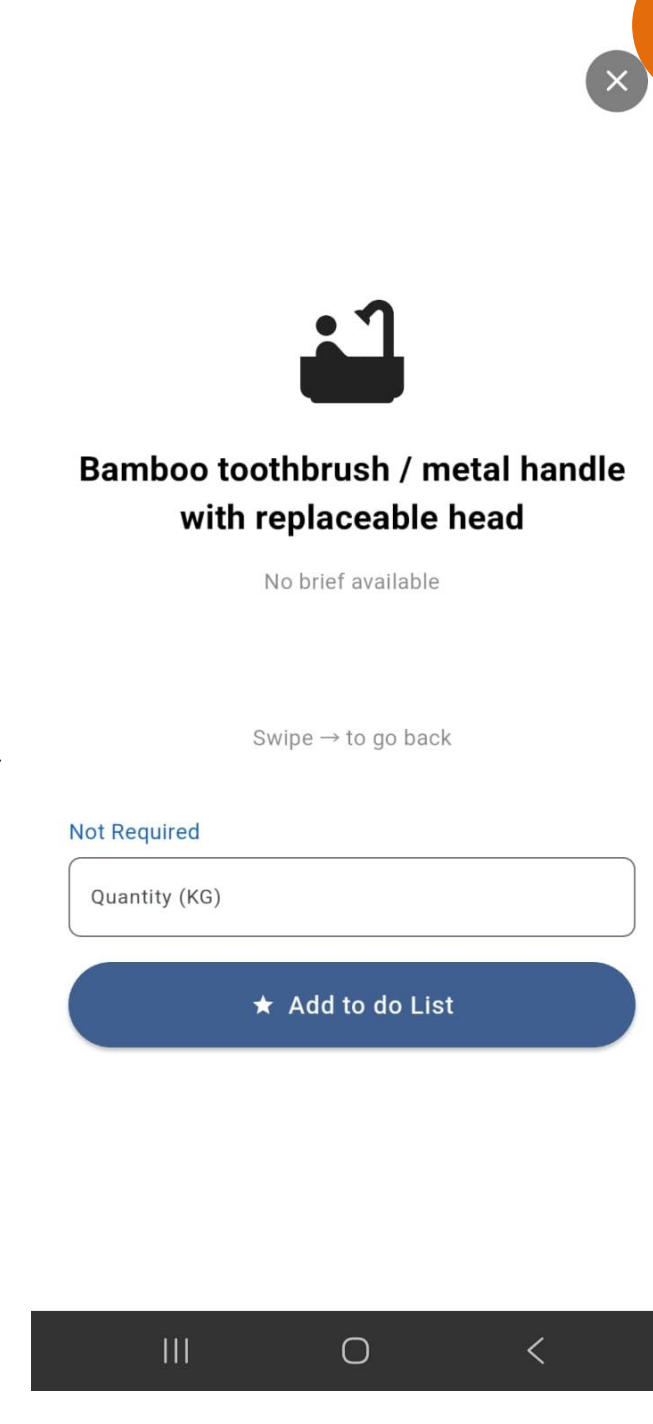 Bamboo toothbrush / metal handle
with replaceable head
No brief available
Swipe → to go back
Not Required
Quantity (KG)
★ Add to do List